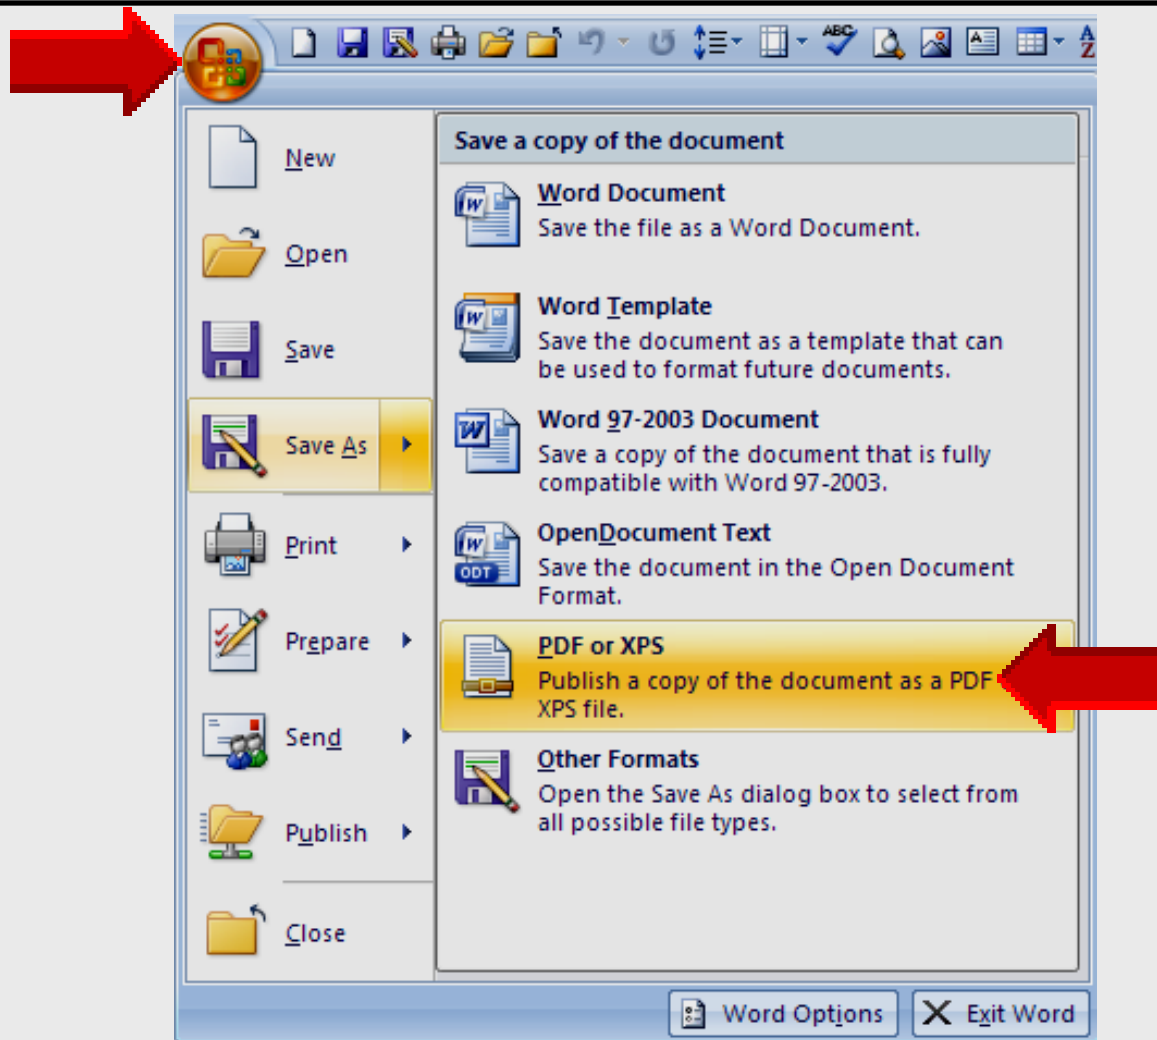 ABC
A
A
Z
New
Open
Save
Save As
Print
Prepare
Send
Publish
Close
Save a copy of the document
Word Document
Save the file as a Word Document.
Word Template
Save the document as a template that can
be used to format future documents.
Word 97-2003 Document
Save a copy of the document that is fully
compatible with Word 97-2003.
ODT
OpenDocument Text
Save the document in the Open Document
Format.
PDF or XPS
Publish a copy of the document as a PDF
XPS file.
Other Formats
Open the Save As dialog box to select from
all possible file types.
Word Options
Exit Word